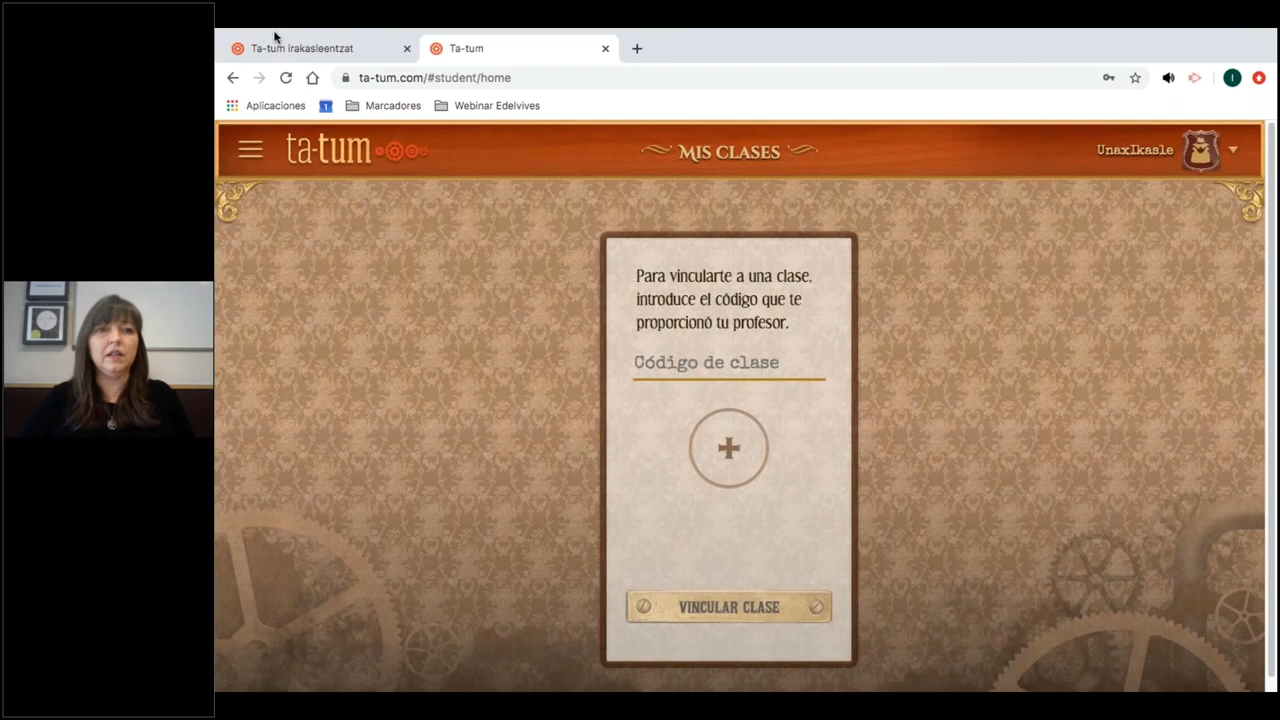 Ta-tum irakasleentzat
Ta-tum
ta-tum.com/#student/home
Aplicaciones
1
Marcadores
Webinar Edelvives
I
ta-tum
MIS CLASES
UnaxIkasle
Para vincularte a una clase,
introduce el código que te
proporcionó tu profesor.
Código de clase
VINCULAR CLASE